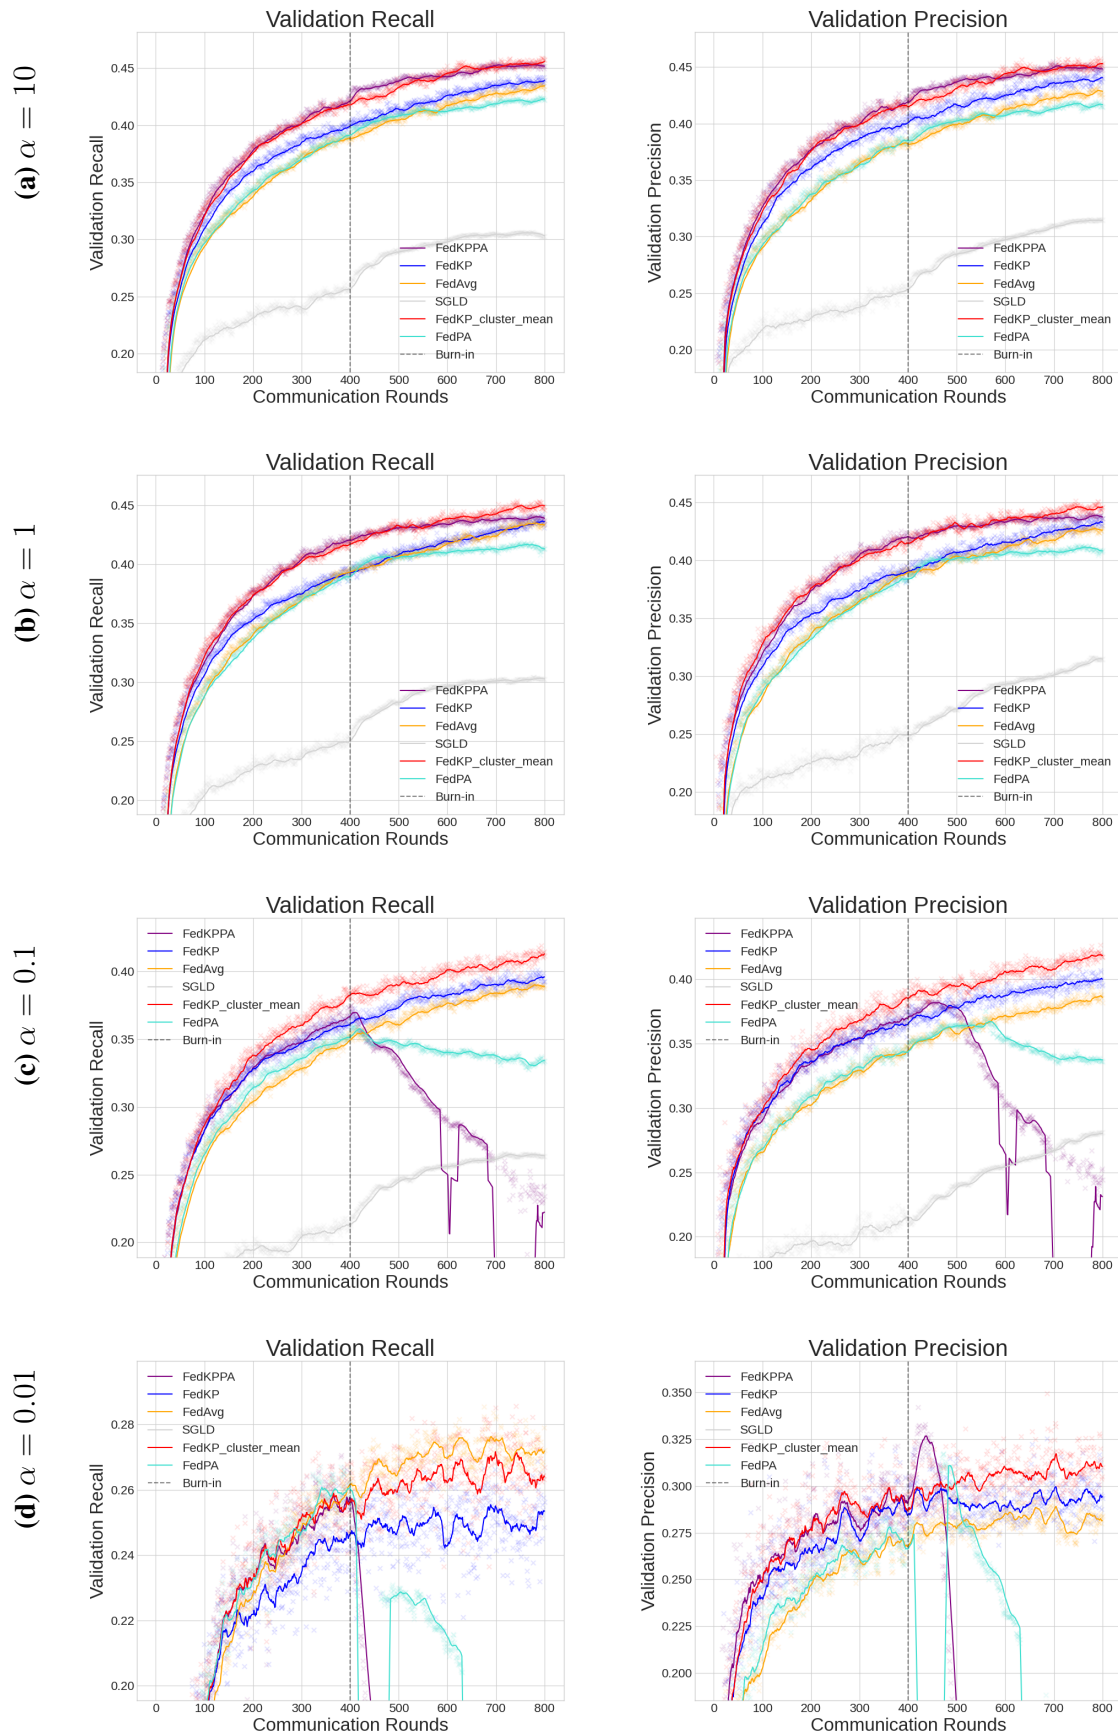 (a) α = 10
Validation Recall
Validation Recall
0.45
0.40
0.35
0.30
0.25
0.20
FedKPPA
FedKP
FedAvg
SGLD
FedKP_cluster_mean
FedPA
Burn-in
0 100 200 300 400 500 600 700 800
Communication Rounds
Validation Precision
Validation Precision
0.45
0.40
0.35
0.30
0.25
0.20
FedKPPA
FedKP
FedAvg
SGLD
FedKP_cluster_mean
FedPA
Burn-in
0 100 200 300 400 500 600 700 800
Communication Rounds
(b) α = 1
Validation Recall
Validation Recall
0.45
0.40
0.35
0.30
0.25
0.20
FedKPPA
FedKP
FedAvg
SGLD
FedKP_cluster_mean
FedPA
Burn-in
0 100 200 300 400 500 600 700 800
Communication Rounds
Validation Precision
Validation Precision
0.45
0.40
0.35
0.30
0.25
0.20
FedKPPA
FedKP
FedAvg
SGLD
FedKP_cluster_mean
FedPA
Burn-in
0 100 200 300 400 500 600 700 800
Communication Rounds
(c) α = 0.1
Validation Recall
Validation Recall
FedKPPA
FedKP
FedAvg
SGLD
FedKP_cluster_mean
FedPA
Burn-in
0.40
0.35
0.30
0.25
0.20
0 100 200 300 400 500 600 700 800
Communication Rounds
Validation Precision
Validation Precision
FedKPPA
FedKP
FedAvg
SGLD
FedKP_cluster_mean
FedPA
Burn-in
0.40
0.35
0.30
0.25
0.20
0 100 200 300 400 500 600 700 800
Communication Rounds
(d) α = 0.01
Validation Recall
Validation Recall
FedKPPA
FedKP
FedAvg
SGLD
FedKP_cluster_mean
FedPA
Burn-in
0.28
0.26
0.24
0.22
0.20
0 100 200 300 400 500 600 700 800
Communication Rounds
Validation Precision
Validation Precision
FedKPPA
FedKP
FedAvg
SGLD
FedKP_cluster_mean
FedPA
Burn-in
0.350
0.325
0.300
0.275
0.250
0.225
0.200
0 100 200 300 400 500 600 700 800
Communication Rounds